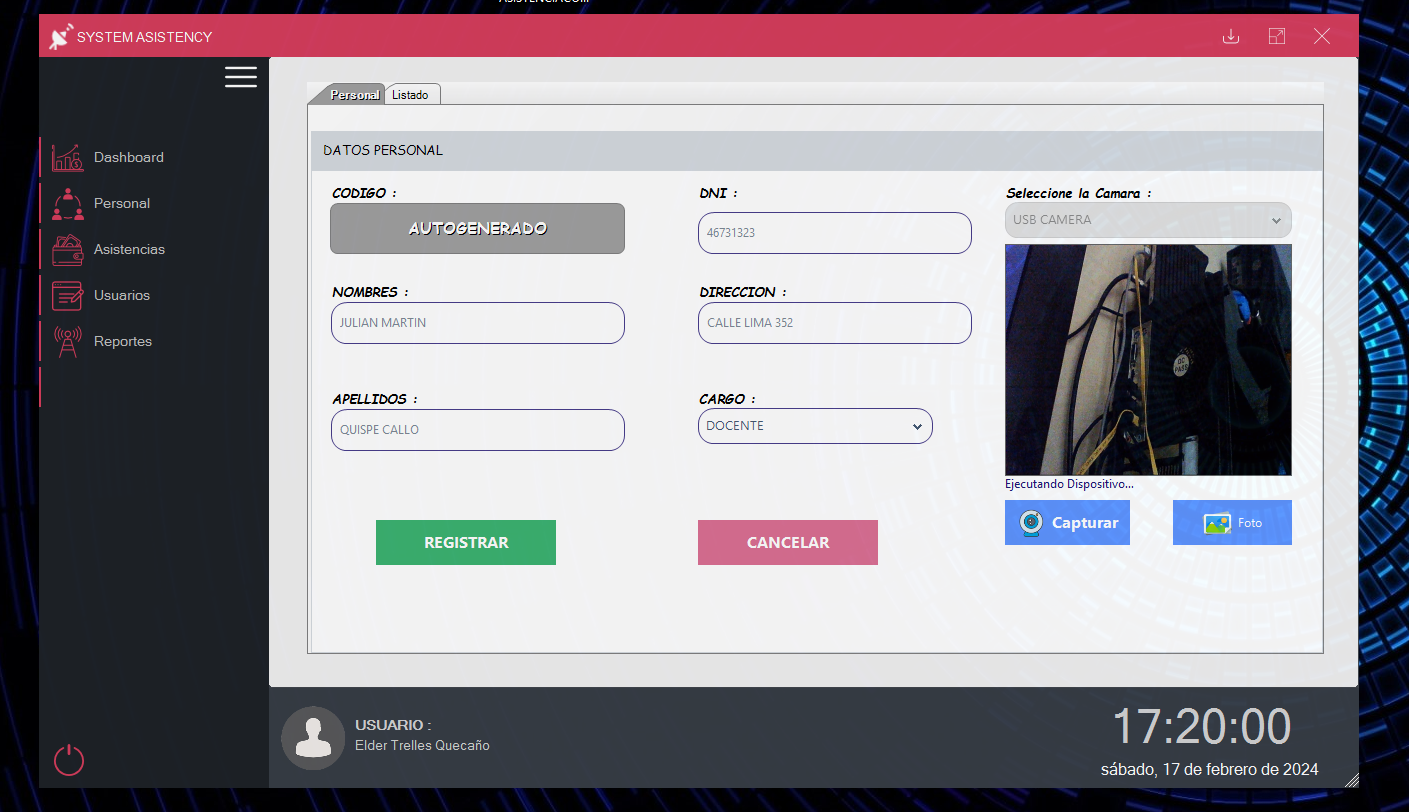 SYSTEM ASISTENCY
Dashboard
Personal
Asistencias
Usuarios
Reportes
Personal
Listado
DATOS PERSONAL
CODIGO :
AUTOGENERADO
NOMBRES :
JULIAN MARTIN
APELLIDOS :
QUISPE CALLO
DNI :
46731323
DIRECCION :
CALLE LIMA 352
CARGO :
DOCENTE
Seleccione la Camara :
USB CAMERA
QC
PASS
Ejecutando Dispositivo...
Capturar
Foto
REGISTRAR
CANCELAR
USUARIO :
Elder Trelles Quecaño
17:20:00
sábado, 17 de febrero de 2024